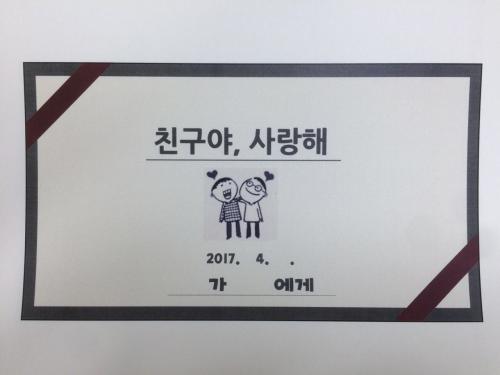 친구야, 사랑해
2017. 4. .
가 에게